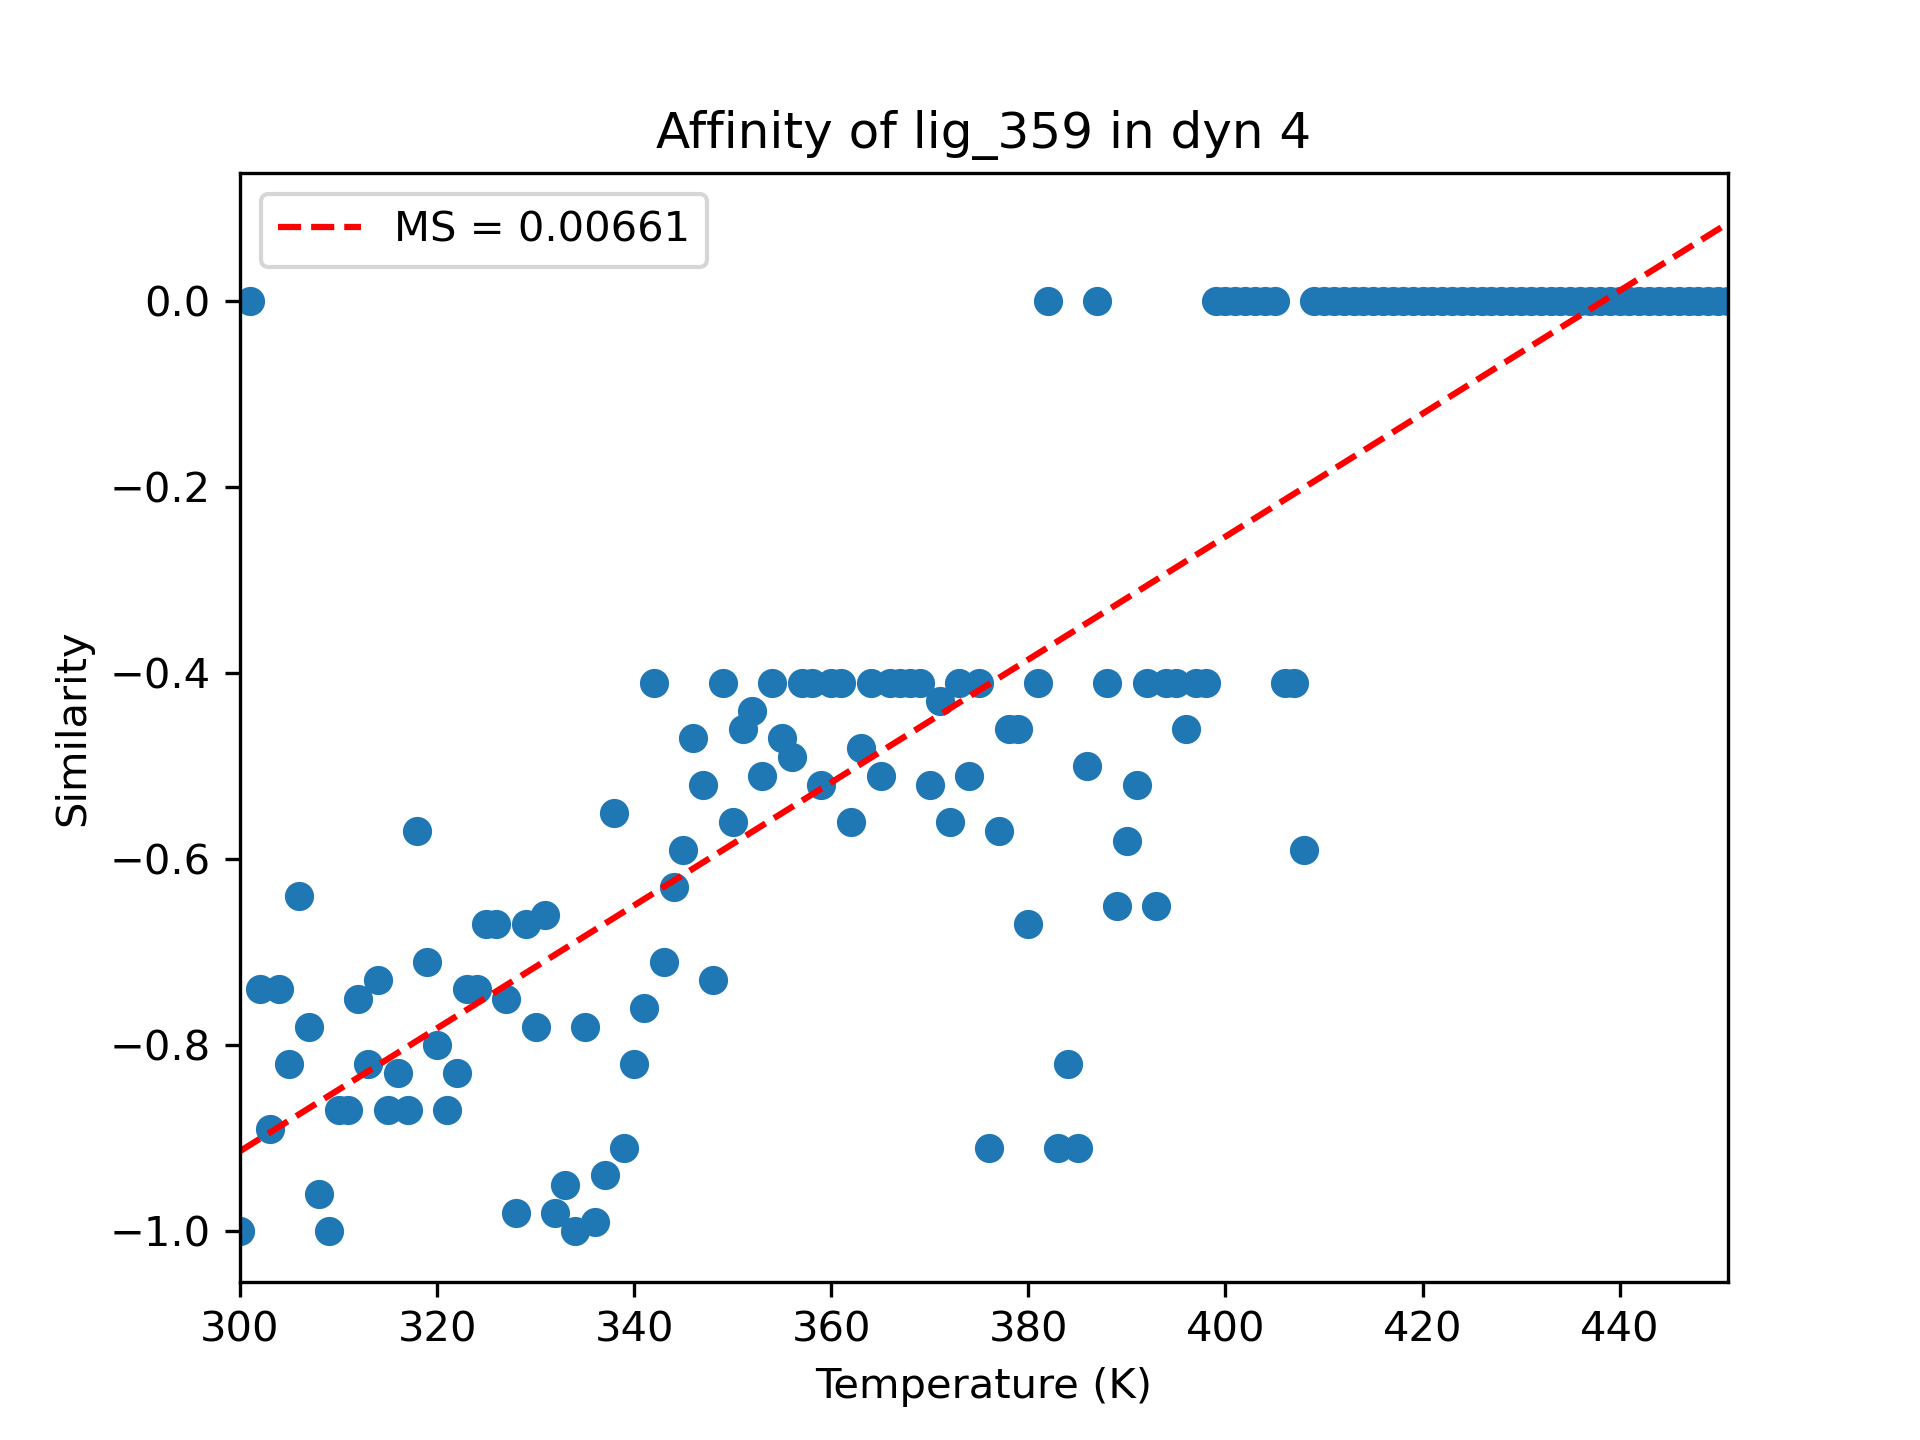 Affinity of lig_359 in dyn 4
MS = 0.00661
0.0
−0.2
−0.4
−0.6
−0.8
−1.0
Similarity
300 320 340 360 380 400 420 440
Temperature (K)